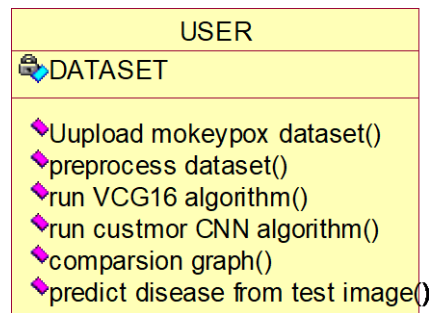 USER
DATASET
Uupload mokeypox dataset()
preprocess dataset()
run VCG16 algorithm()
run custmor CNN algorithm()
comparsion graph()
predict disease from test image()